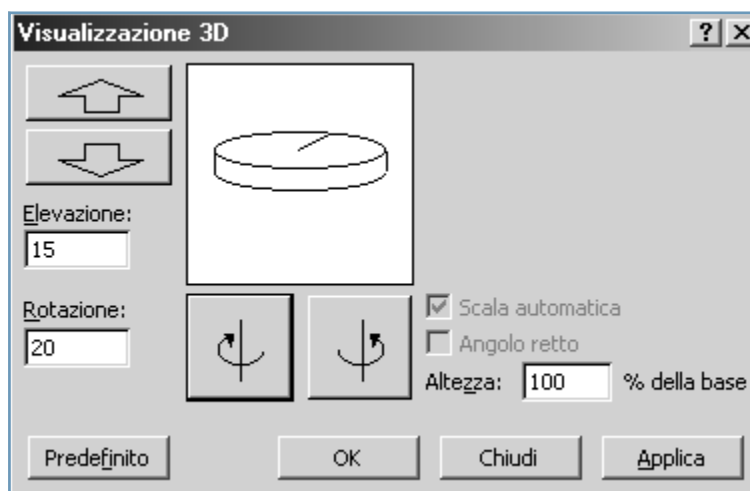 Visualizzazione 3D
Elevazione:
15
Rotazione:
20
Scala automatica
Angolo retto
Altezza: 100 % della base
Predefinito OK Chiudi Applica